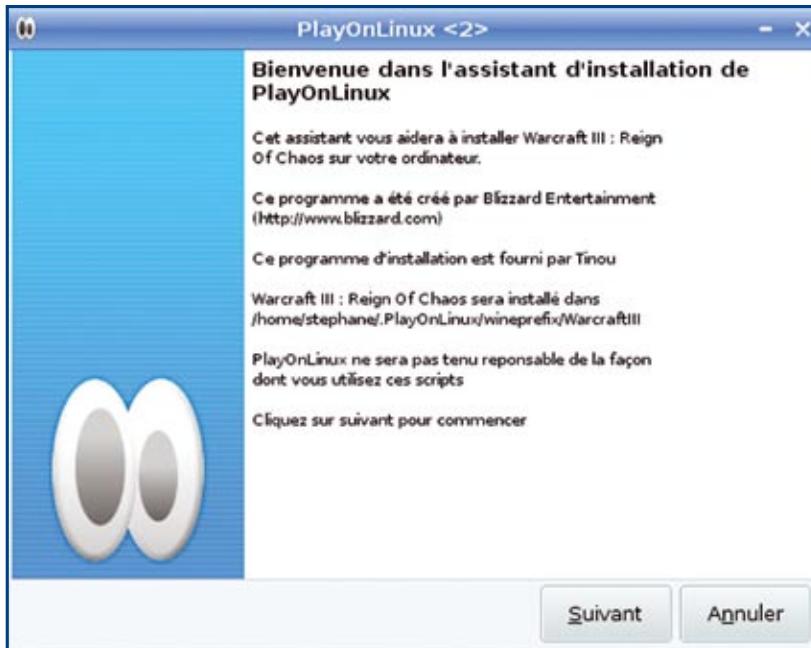 PlayOnLinux <2>
Bienvenue dans l'assistant d'installation de
PlayOnLinux
Cet assistant vous aidera à installer Warcraft III : Reign
Of Chaos sur votre ordinateur.
Ce programme a été créé par Blizzard Entertainment
(http://www.blizzard.com)
Ce programme d'installation est fourni par Tinou
Warcraft III : Reign Of Chaos sera installé dans
/home/stephane/.PlayOnLinux/wineprefix/WarcraftIII
PlayOnLinux ne sera pas tenu reponsable de la façon
dont vous utilisez ces scripts
Cliquez sur suivant pour commencer
Suivant
Annuler